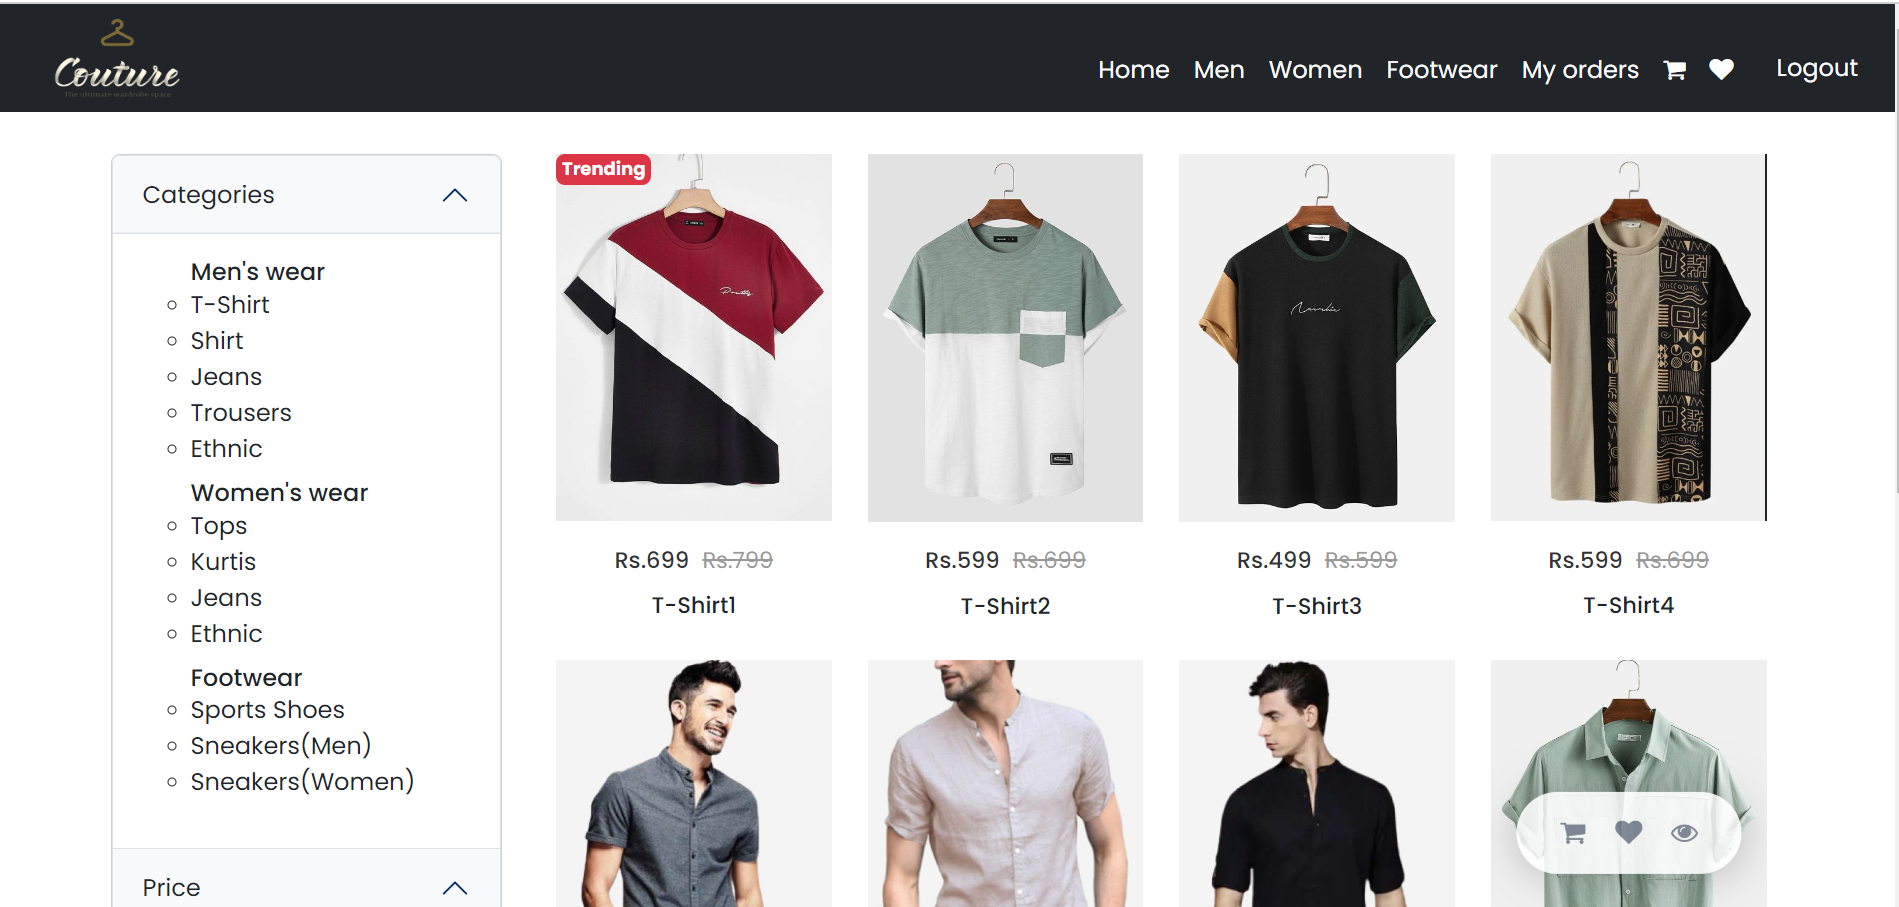 Couture
The ultimate wardrobe space
Home Men Women Footwear My orders Logout
Categories
Men's wear
T-Shirt
Shirt
Jeans
Trousers
Ethnic
Women's wear
Tops
Kurtis
Jeans
Ethnic
Footwear
Sports Shoes
Sneakers(Men)
Sneakers(Women)
Price
Trending
Rs.699 Rs.799
T-Shirt1
Rs.599 Rs.699
T-Shirt2
Rs.499 Rs.599
T-Shirt3
Rs.599 Rs.699
T-Shirt4